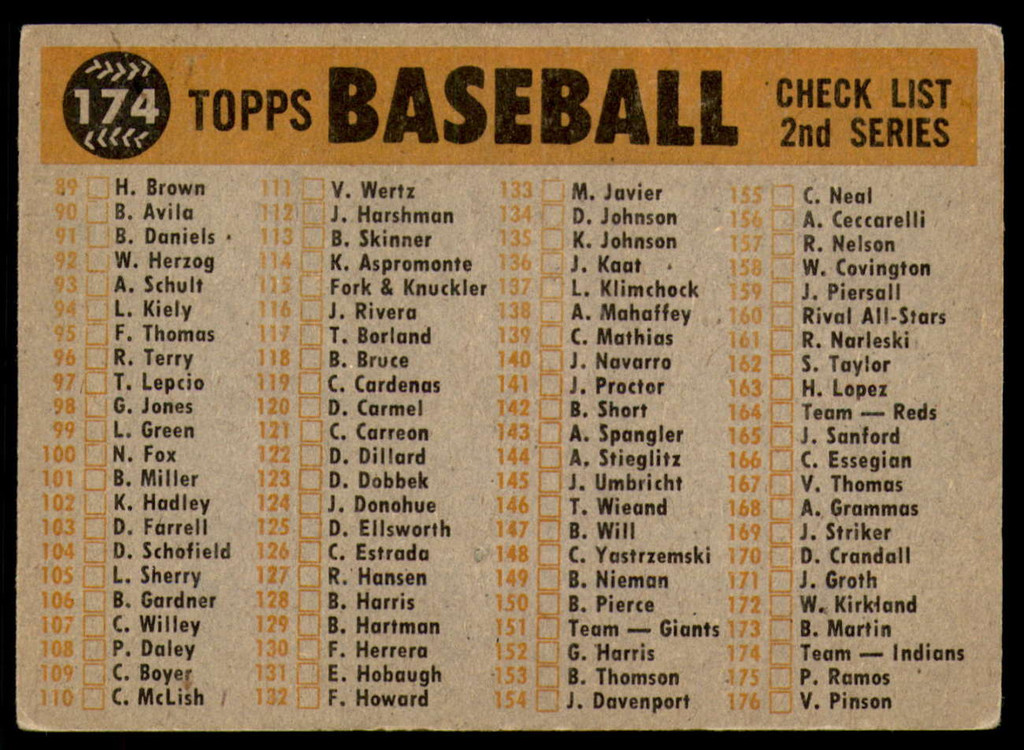 174 TOPPS BASEBALL CHECK LIST
2nd SERIES
89 H. Brown
90 B. Avila
91 B. Daniels
92 W. Herzog
93 A. Schult
94 L. Kiely
95 F. Thomas
96 R. Terry
97 T. Lepcio
98 G. Jones
99 L. Green
100 N. Fox
101 B. Miller
102 K. Hadley
103 D. Farrell
104 D. Schofield
105 L. Sherry
106 B. Gardner
107 C. Willey
108 P. Daley
109 C. Boyer
110 C. McLish
111 V. Wertz
112 J. Harshman
113 B. Skinner
114 K. Aspromonte
115 Fork & Knuckler
116 J. Rivera
117 T. Borland
118 B. Bruce
119 C. Cardenas
120 D. Carmel
121 C. Carreon
122 D. Dillard
123 D. Dobbek
124 J. Donohue
125 D. Ellsworth
126 C. Estrada
127 R. Hansen
128 B. Harris
129 B. Hartman
130 F. Herrera
131 E. Hobaugh
132 F. Howard
133 M. Javier
134 D. Johnson
135 K. Johnson
136 J. Kaat
137 L. Klimchock
138 A. Mahaffey
139 C. Mathias
140 J. Navarro
141 J. Proctor
142 B. Short
143 A. Spangler
144 A. Stieglitz
145 J. Umbricht
146 T. Wieand
147 B. Will
148 C. Yastrzemski
149 B. Nieman
150 B. Pierce
151 Team — Giants
152 G. Harris
153 B. Thomson
154 J. Davenport
155 C. Neal
156 A. Ceccarelli
157 R. Nelson
158 W. Covington
159 J. Piersall
160 Rival All-Stars
161 R. Narleski
162 S. Taylor
163 H. Lopez
164 Team — Reds
165 J. Sanford
166 C. Essegian
167 V. Thomas
168 A. Grammas
169 J. Striker
170 D. Crandall
171 J. Groth
172 W. Kirkland
173 B. Martin
174 Team — Indians
175 P. Ramos
176 V. Pinson